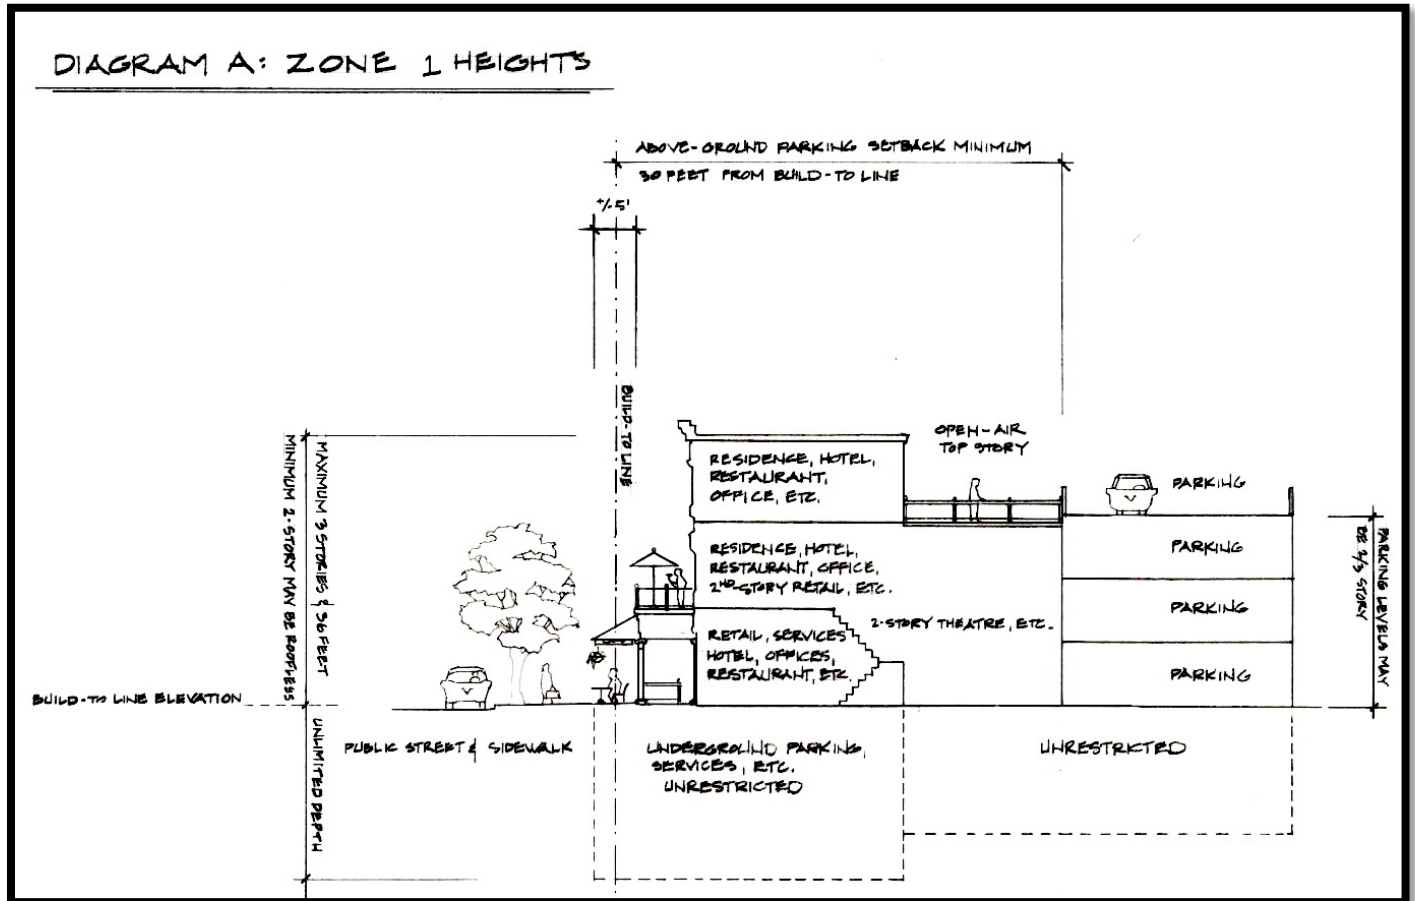 DIAGRAM A: ZONE 1 HEIGHTS
ABOVE-GROUND PARKING SETBACK MINIMUM
30 FEET FROM BUILD-TO LINE
+/-5'
BUILD-TO LINE
OPEN-AIR
TOP STORY
RESIDENCE, HOTEL,
RESTAURANT,
OFFICE, ETC.
PARKING
RESIDENCE, HOTEL,
RESTAURANT, OFFICE,
2ND-STORY RETAIL, ETC.
PARKING
PARKING
2-STORY THEATRE, ETC.
RETAIL, SERVICES
HOTEL, OFFICES,
RESTAURANT, ETC.
PARKING
PARKING LEVELS MAY
BE 2/3 STORY
MAXIMUM 3 STORIES & 36 FEET
MINIMUM 2-STORY MAY BE ROOFLESS
BUILD-TO LINE ELEVATION
UNLIMITED DEPTH
PUBLIC STREET & SIDEWALK
UNDERGROUND PARKING,
SERVICES, ETC.
UNRESTRICTED
UNRESTRICTED